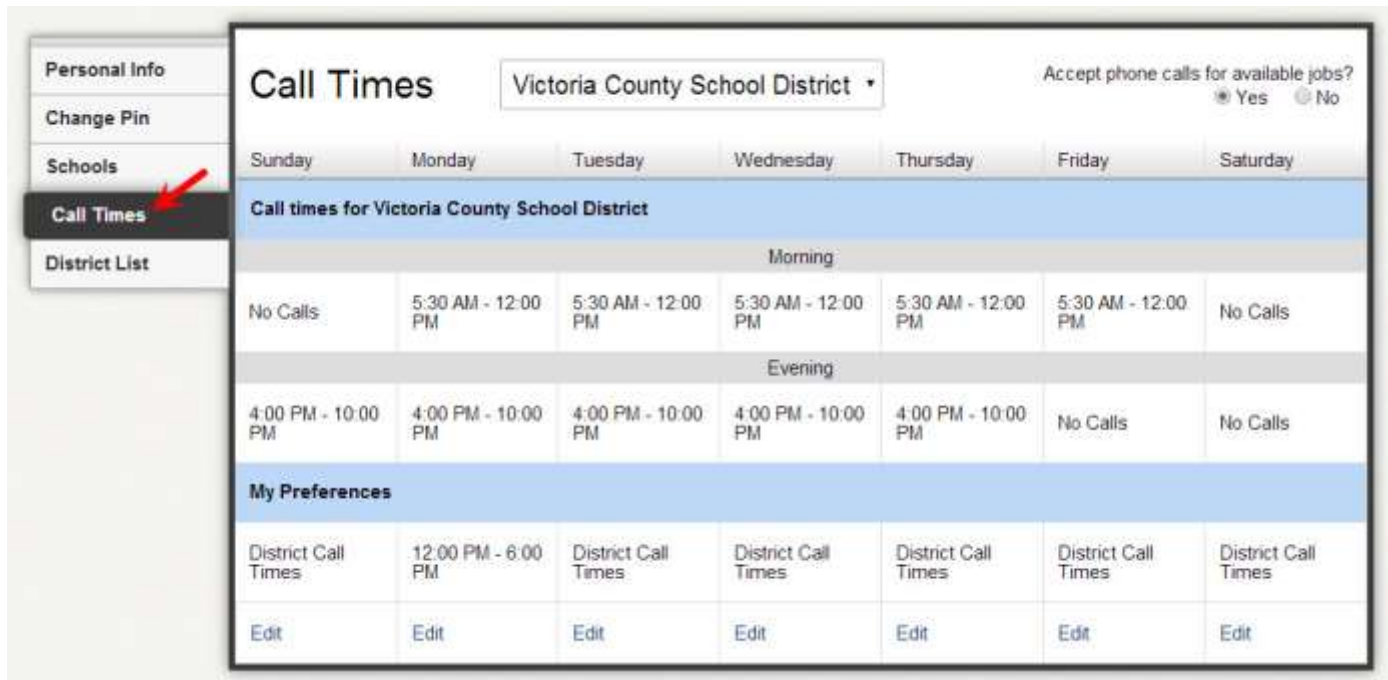 Personal Info
Change Pin
Schools
Call Times
District List
Call Times
Victoria County School District
Accept phone calls for available jobs?
Yes No
Sunday Monday Tuesday Wednesday Thursday Friday Saturday
Call times for Victoria County School District
Morning
No Calls 5:30 AM - 12:00 PM 5:30 AM - 12:00 PM 5:30 AM - 12:00 PM 5:30 AM - 12:00 PM 5:30 AM - 12:00 PM No Calls
Evening
4:00 PM - 10:00 PM 4:00 PM - 10:00 PM 4:00 PM - 10:00 PM 4:00 PM - 10:00 PM 4:00 PM - 10:00 PM No Calls No Calls
My Preferences
District Call Times 12:00 PM - 6:00 PM District Call Times District Call Times District Call Times District Call Times District Call Times
Edit Edit Edit Edit Edit Edit Edit